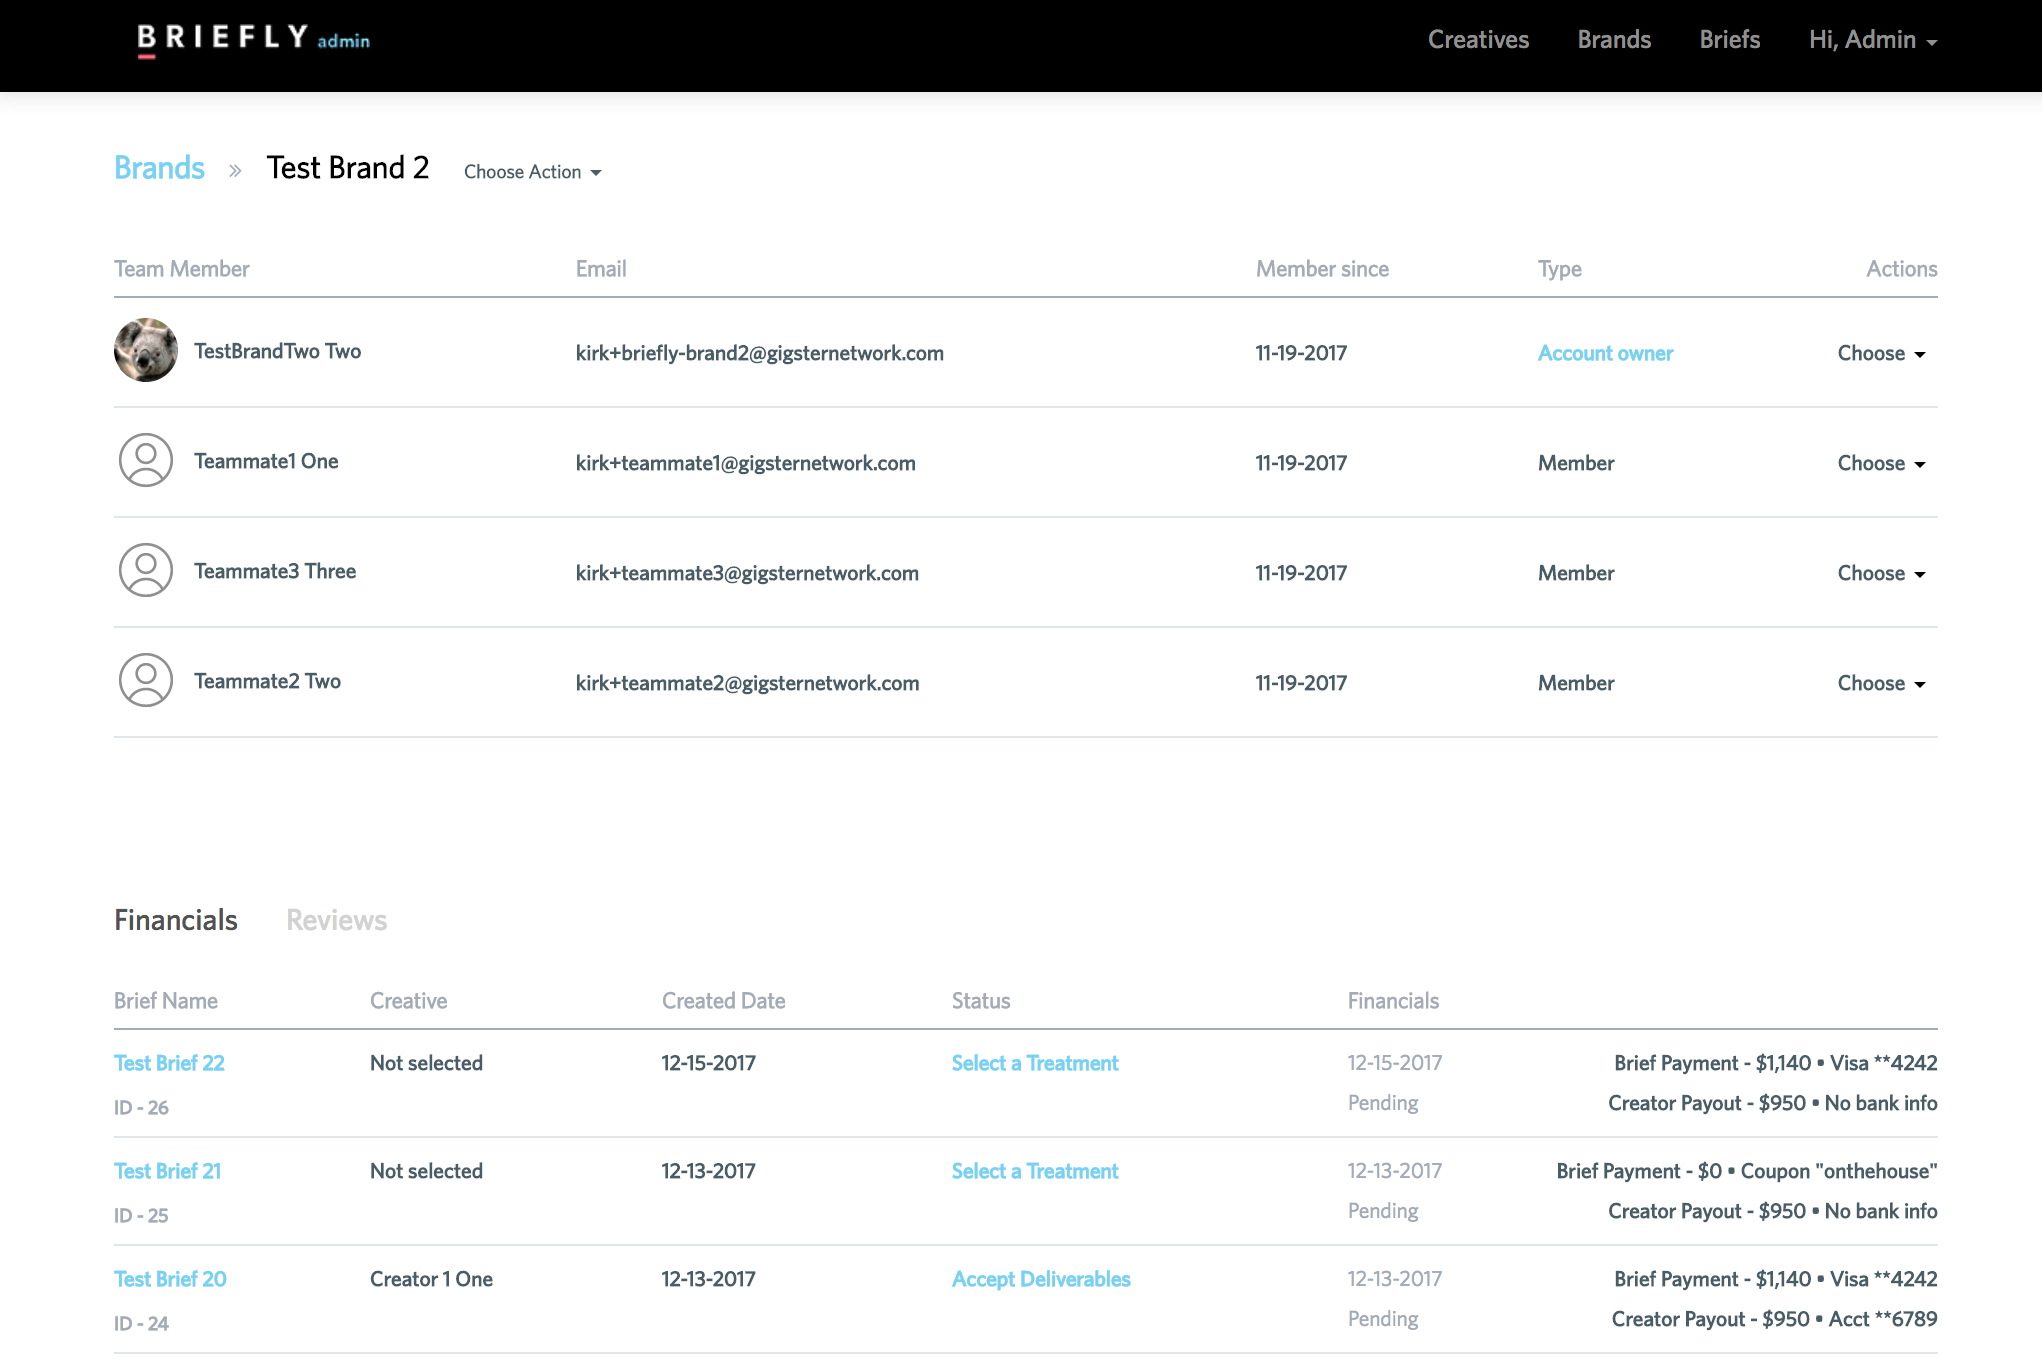 BRIEFLY admin Creatives Brands Briefs Hi, Admin
Brands » Test Brand 2 Choose Action
Team Member Email Member since Type Actions
TestBrandTwo Two kirk+briefly-brand2@gigsternetwork.com 11-19-2017 Account owner Choose
Teammate1 One kirk+teammate1@gigsternetwork.com 11-19-2017 Member Choose
Teammate3 Three kirk+teammate3@gigsternetwork.com 11-19-2017 Member Choose
Teammate2 Two kirk+teammate2@gigsternetwork.com 11-19-2017 Member Choose
Financials Reviews
Brief Name Creative Created Date Status Financials
Test Brief 22 Not selected 12-15-2017 Select a Treatment 12-15-2017 Brief Payment - $1,140 • Visa **4242
ID - 26 Pending Creator Payout - $950 • No bank info
Test Brief 21 Not selected 12-13-2017 Select a Treatment 12-13-2017 Brief Payment - $0 • Coupon "onthehouse"
ID - 25 Pending Creator Payout - $950 • No bank info
Test Brief 20 Creator 1 One 12-13-2017 Accept Deliverables 12-13-2017 Brief Payment - $1,140 • Visa **4242
ID - 24 Pending Creator Payout - $950 • Acct **6789